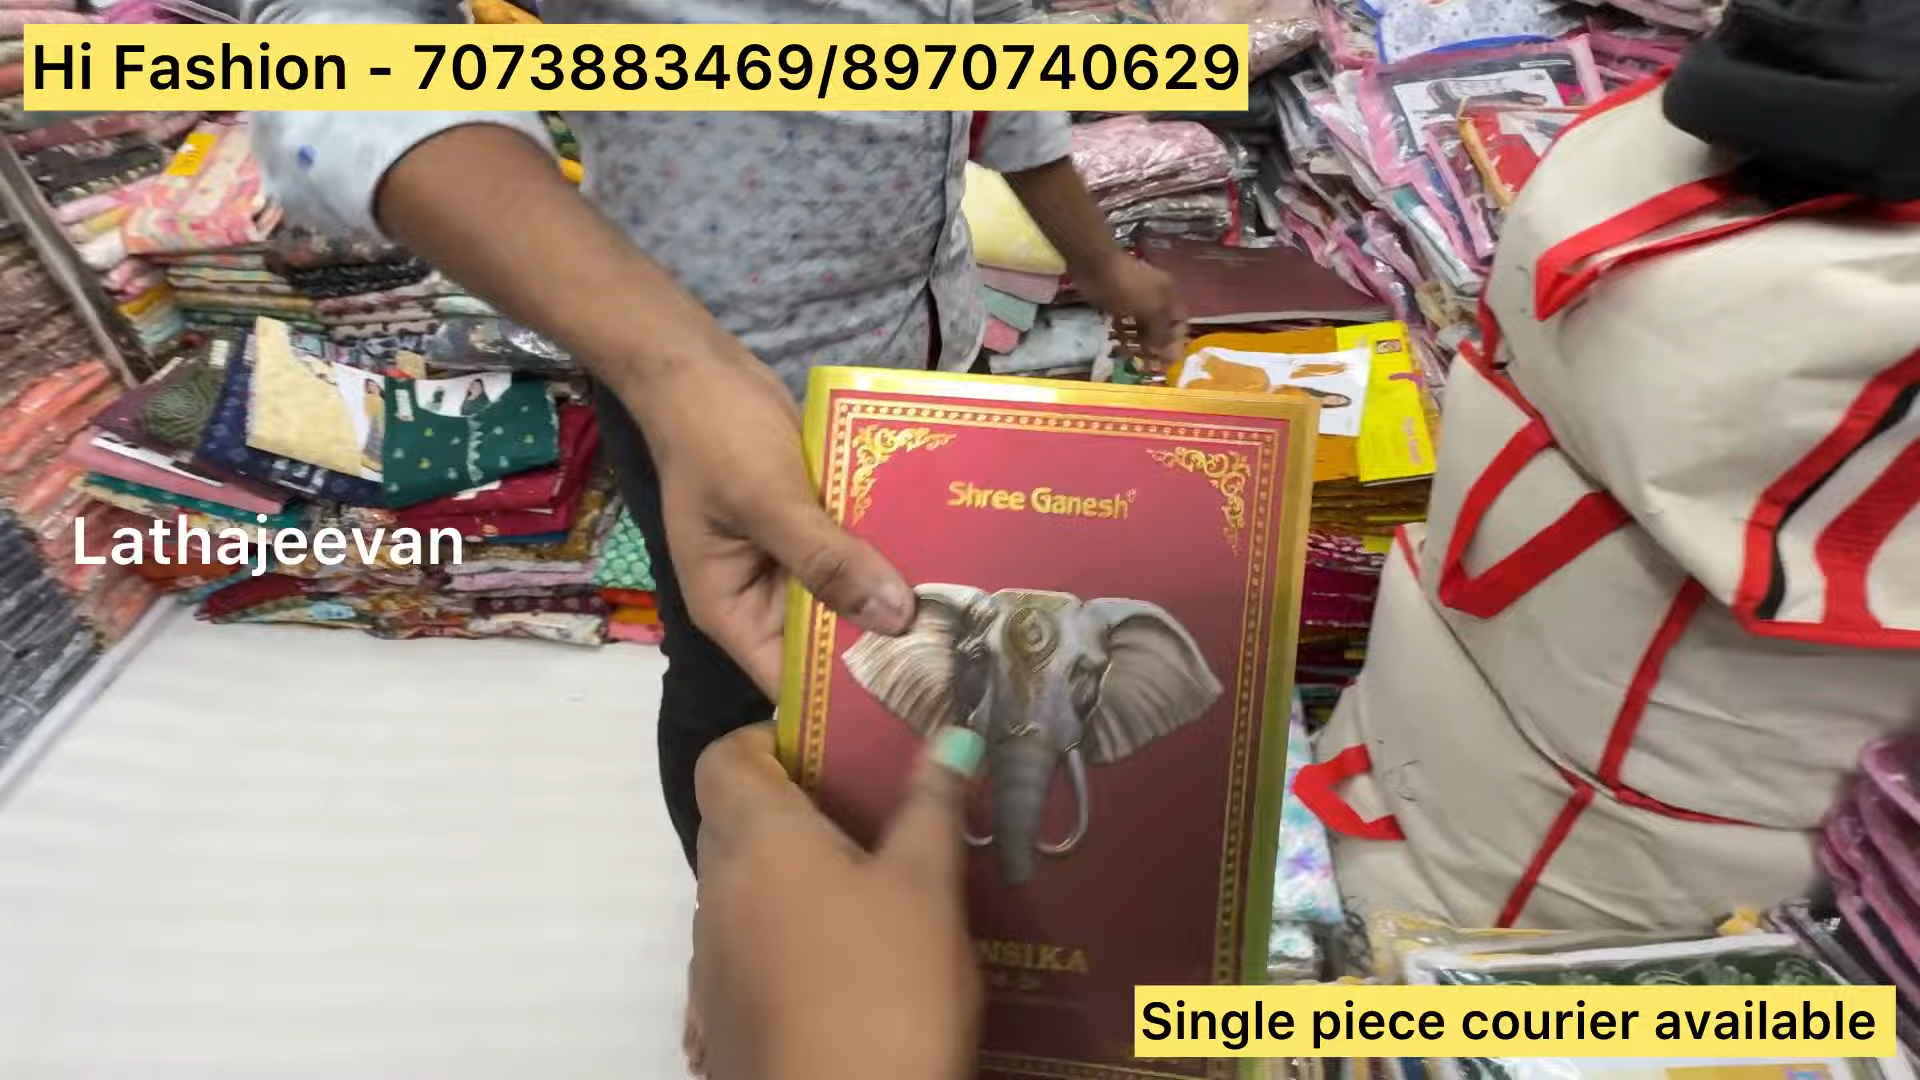 Hi Fashion - 7073883469/8970740629
Shree Ganesh
Lathajeevan
Single piece courier available